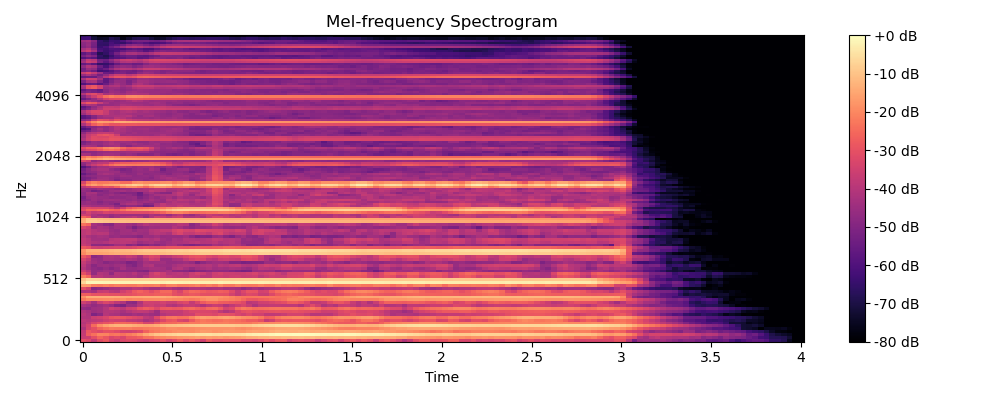 Mel-frequency Spectrogram
+0 dB
-10 dB
4096
-20 dB
-30 dB
2048
Hz
-40 dB
1024
-50 dB
512
-60 dB
-70 dB
0
-80 dB
0 0.5 1 1.5 2 2.5 3 3.5 4
Time